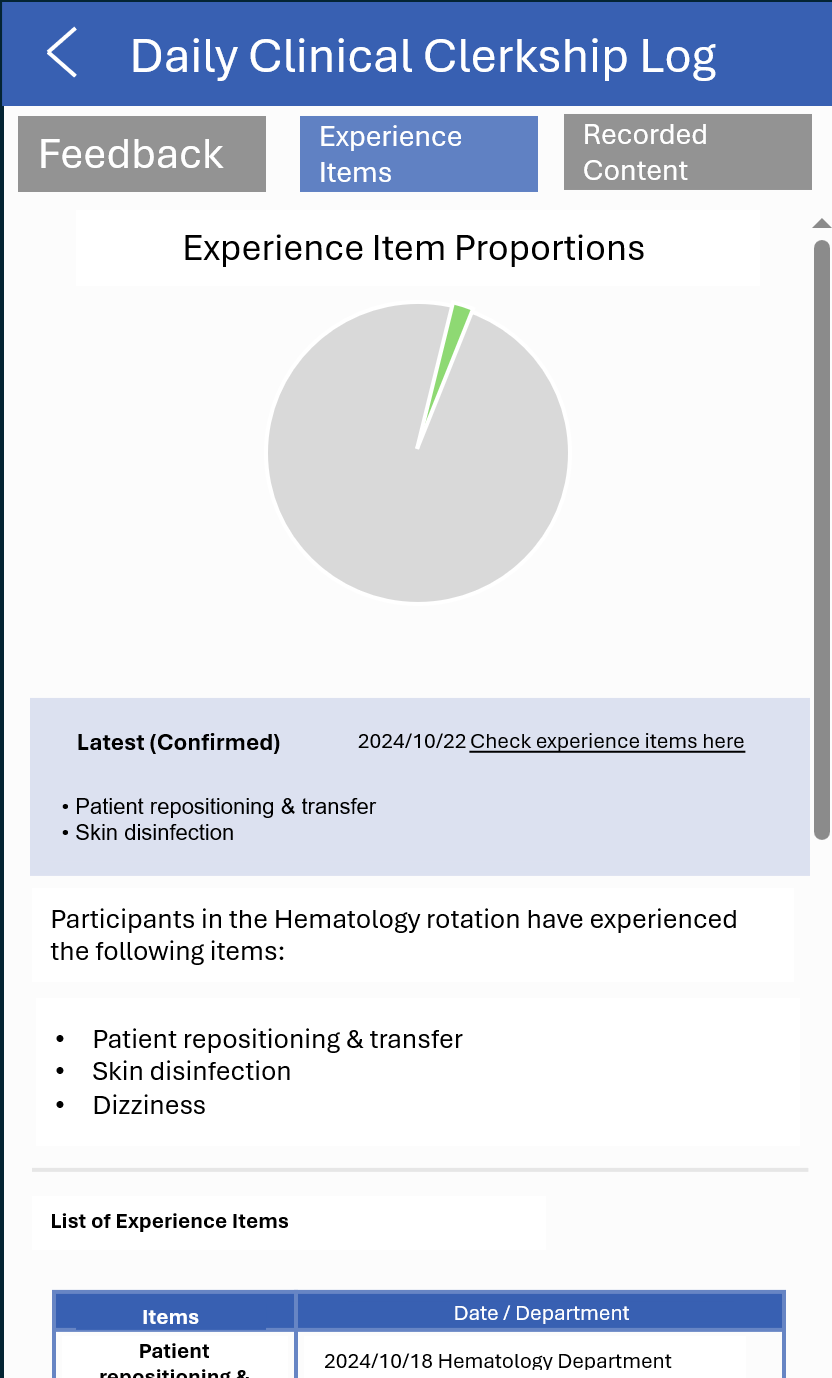 Daily Clinical Clerkship Log
Feedback
Experience
Items
Recorded
Content
Experience Item Proportions
Latest (Confirmed)
2024/10/22 Check experience items here
• Patient repositioning & transfer
• Skin disinfection
Participants in the Hematology rotation have experienced
the following items:
• Patient repositioning & transfer
• Skin disinfection
• Dizziness
List of Experience Items
Items
Date / Department
Patient
repositioning &
2024/10/18 Hematology Department